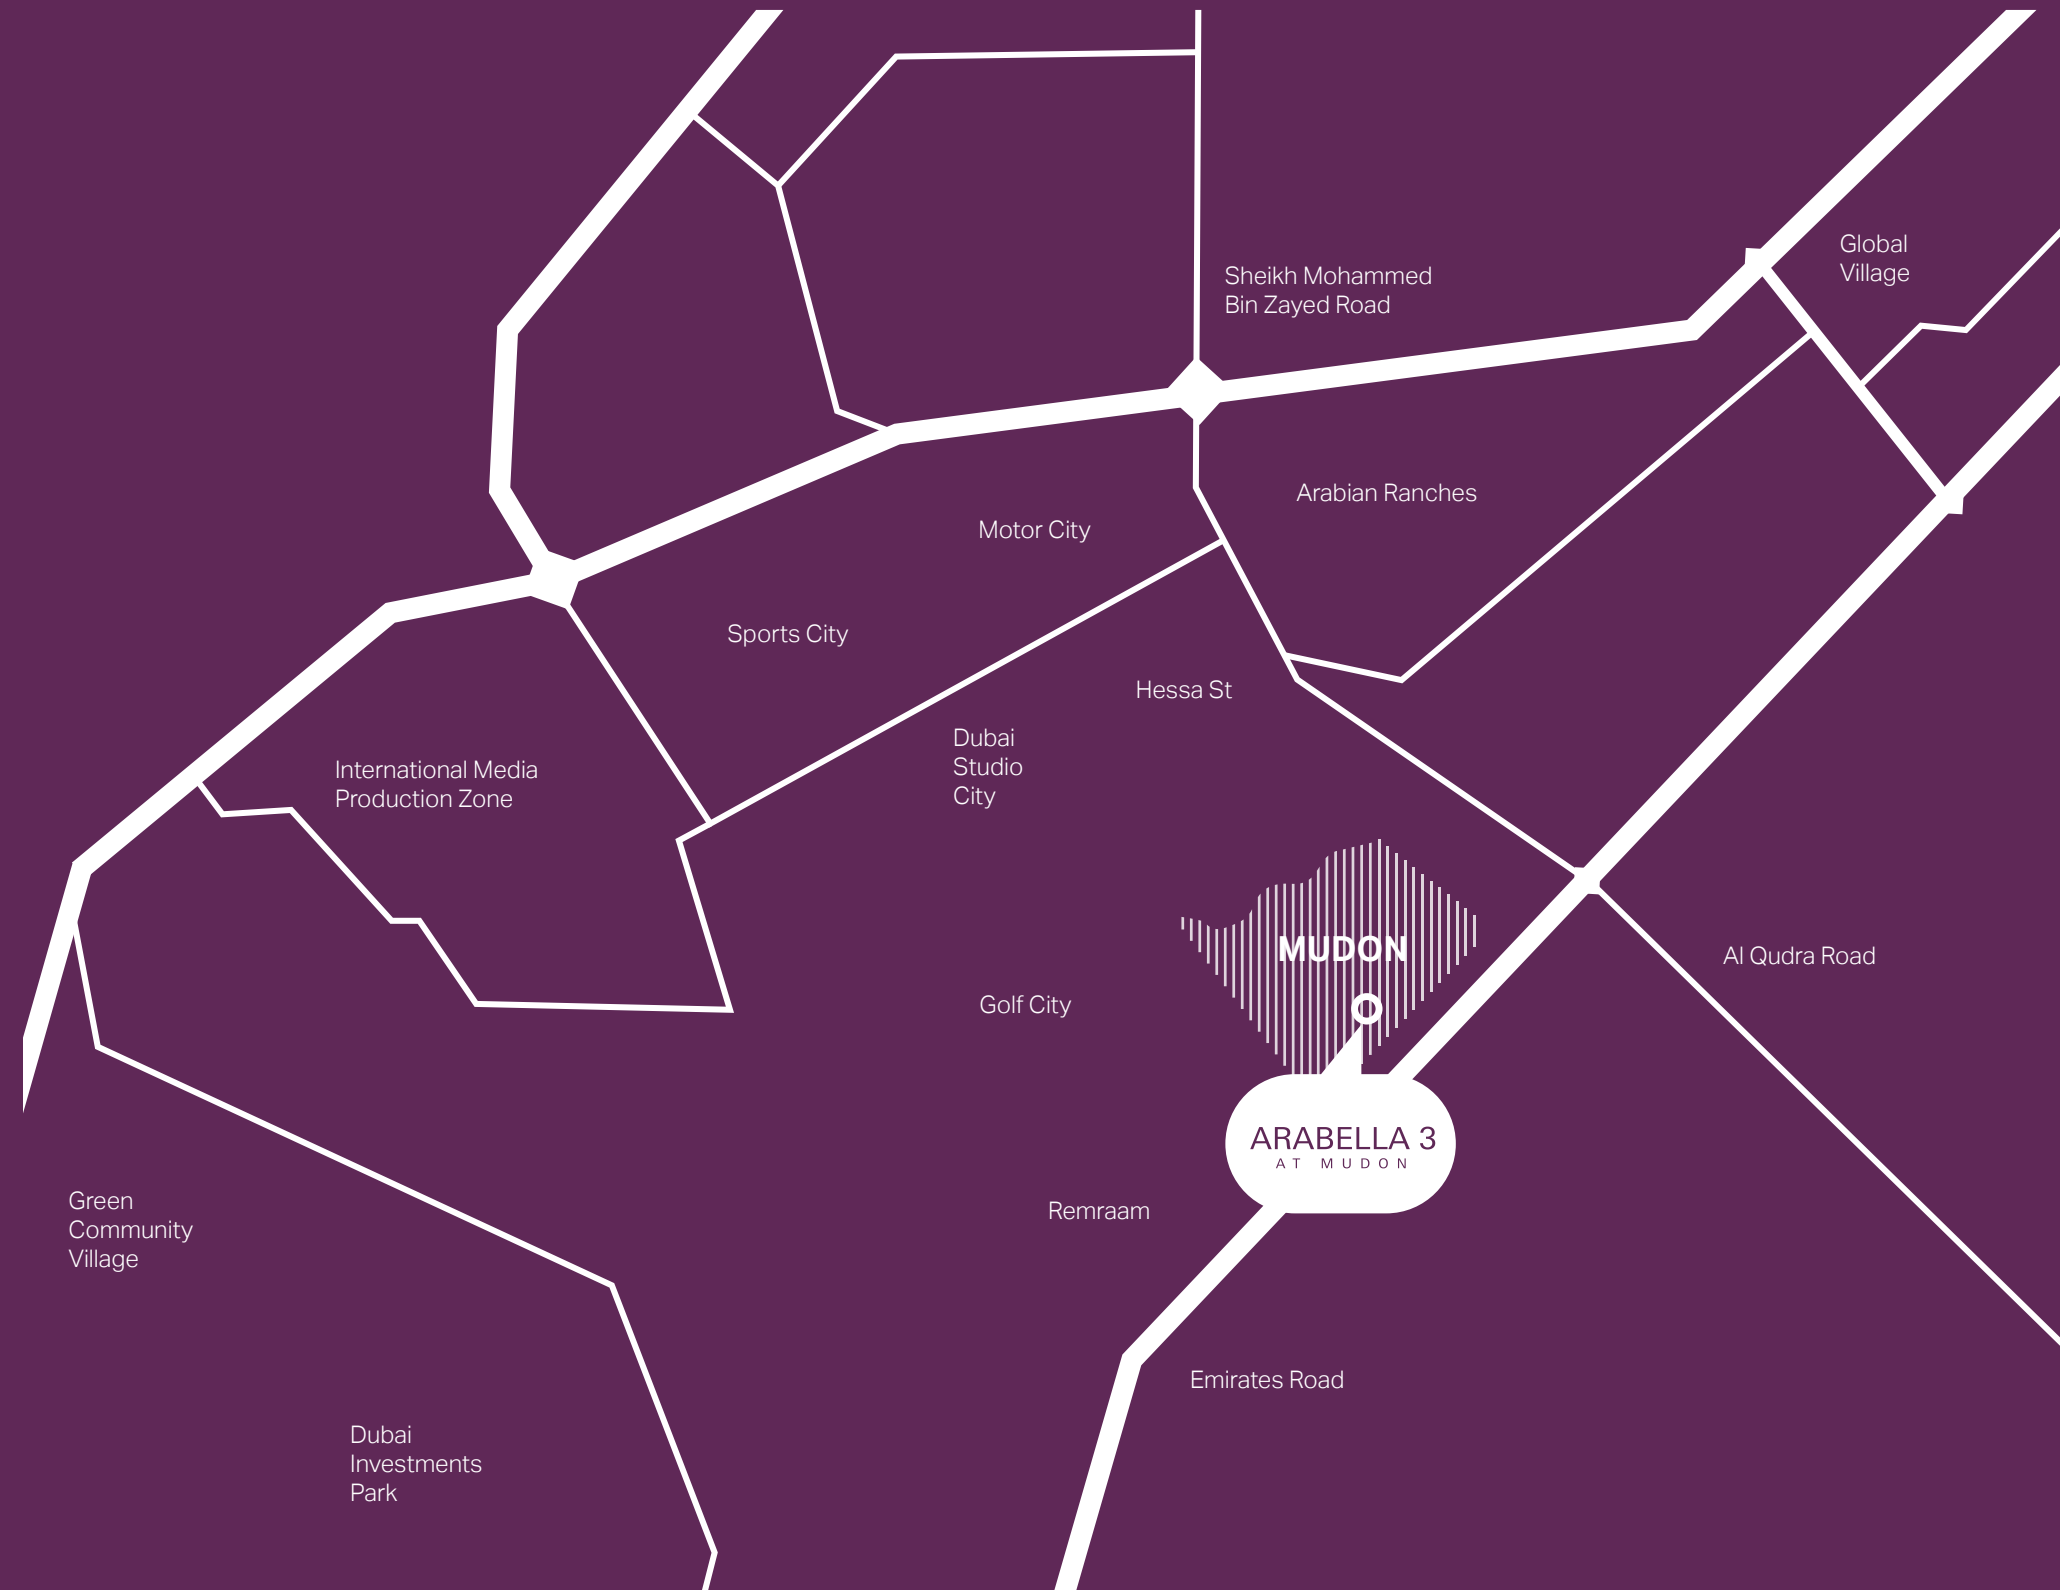 Global
Village
Sheikh Mohammed
Bin Zayed Road
Arabian Ranches
Motor City
Sports City
Hessa St
Dubai
Studio
City
International Media
Production Zone
MUDON
Al Qudra Road
Golf City
ARABELLA 3
AT MUDON
Remraam
Green
Community
Village
Emirates Road
Dubai
Investments
Park